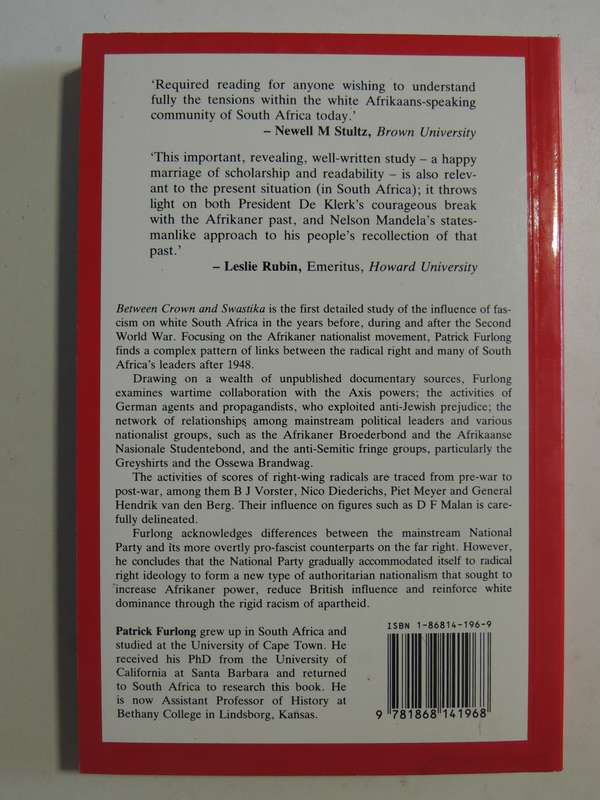 ‘Required reading for anyone wishing to understand
fully the tensions within the white Afrikaans-speaking
community of South Africa today.’
– Newell M Stultz, Brown University
‘This important, revealing, well-written study – a happy
marriage of scholarship and readability – is also relev-
ant to the present situation (in South Africa); it throws
light on both President De Klerk's courageous break
with the Afrikaner past, and Nelson Mandela's states-
manlike approach to his people's recollection of that
past.’
– Leslie Rubin, Emeritus, Howard University
Between Crown and Swastika is the first detailed study of the influence of fas-
cism on white South Africa in the years before, during and after the Second
World War. Focusing on the Afrikaner nationalist movement, Patrick Furlong
finds a complex pattern of links between the radical right and many of South
Africa's leaders after 1948.
Drawing on a wealth of unpublished documentary sources, Furlong
examines wartime collaboration with the Axis powers; the activities of
German agents and propagandists, who exploited anti-Jewish prejudice; the
network of relationships among mainstream political leaders and various
nationalist groups, such as the Afrikaner Broederbond and the Afrikaanse
Nasionale Studentebond, and the anti-Semitic fringe groups, particularly the
Greyshirts and the Ossewa Brandwag.
The activities of scores of right-wing radicals are traced from pre-war to
post-war, among them B J Vorster, Nico Diederichs, Piet Meyer and General
Hendrik van den Berg. Their influence on figures such as D F Malan is care-
fully delineated.
Furlong acknowledges differences between the mainstream National
Party and its more overtly pro-fascist counterparts on the far right. However,
he concludes that the National Party gradually accommodated itself to radical
right ideology to form a new type of authoritarian nationalism that sought to
increase Afrikaner power, reduce British influence and reinforce white
dominance through the rigid racism of apartheid.
Patrick Furlong grew up in South Africa and
studied at the University of Cape Town. He
received his PhD from the University of
California at Santa Barbara and returned
to South Africa to research this book. He
is now Assistant Professor of History at
Bethany College in Lindsborg, Kansas.
ISBN 1-86814-196-9
9 781868 141968